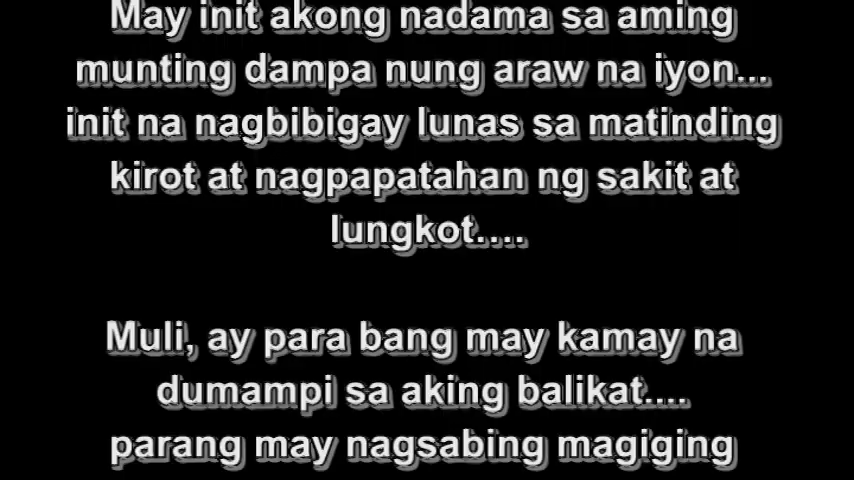 May init akong nadama sa aming
munting dampa nung araw na iyon...
init na nagbibigay lunas sa matinding
kirot at nagpapatahan ng sakit at
lungkot....
Muli, ay para bang may kamay na
dumampi sa aking balikat....
parang may nagsabing magiging